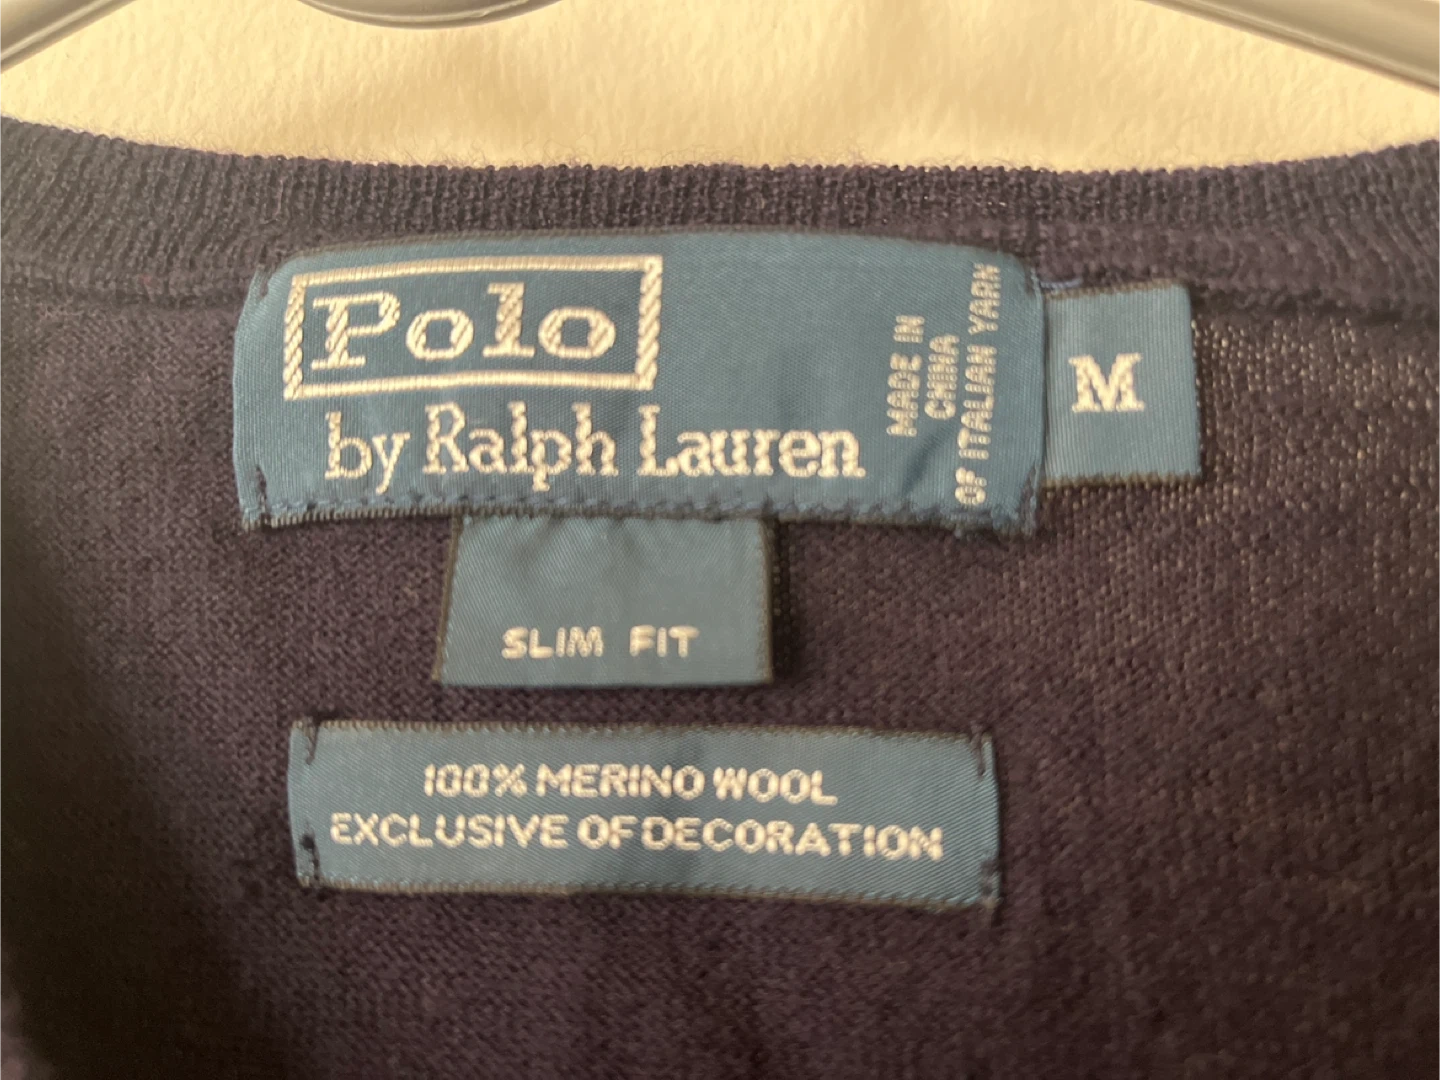 Polo
by Ralph Lauren
MADE IN
CHINA
OF ITALIAN YARN
M
SLIM FIT
100% MERINO WOOL
EXCLUSIVE OF DECORATION